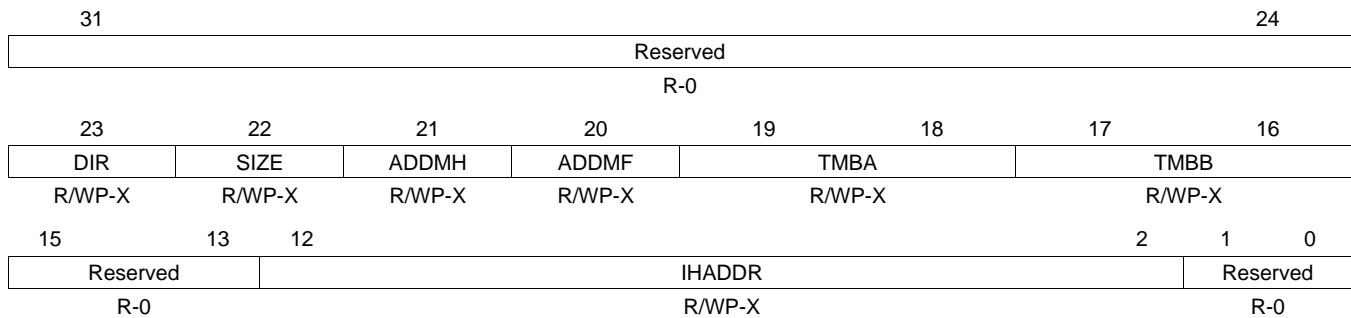 31 24
Reserved
R-0
23 22 21 20 19 18 17 16
DIR SIZE ADDMH ADDMF TMBA TMBB
R/WP-X R/WP-X R/WP-X R/WP-X R/WP-X R/WP-X
15 13 12 2 1 0
Reserved IHADDR Reserved
R-0 R/WP-X R-0